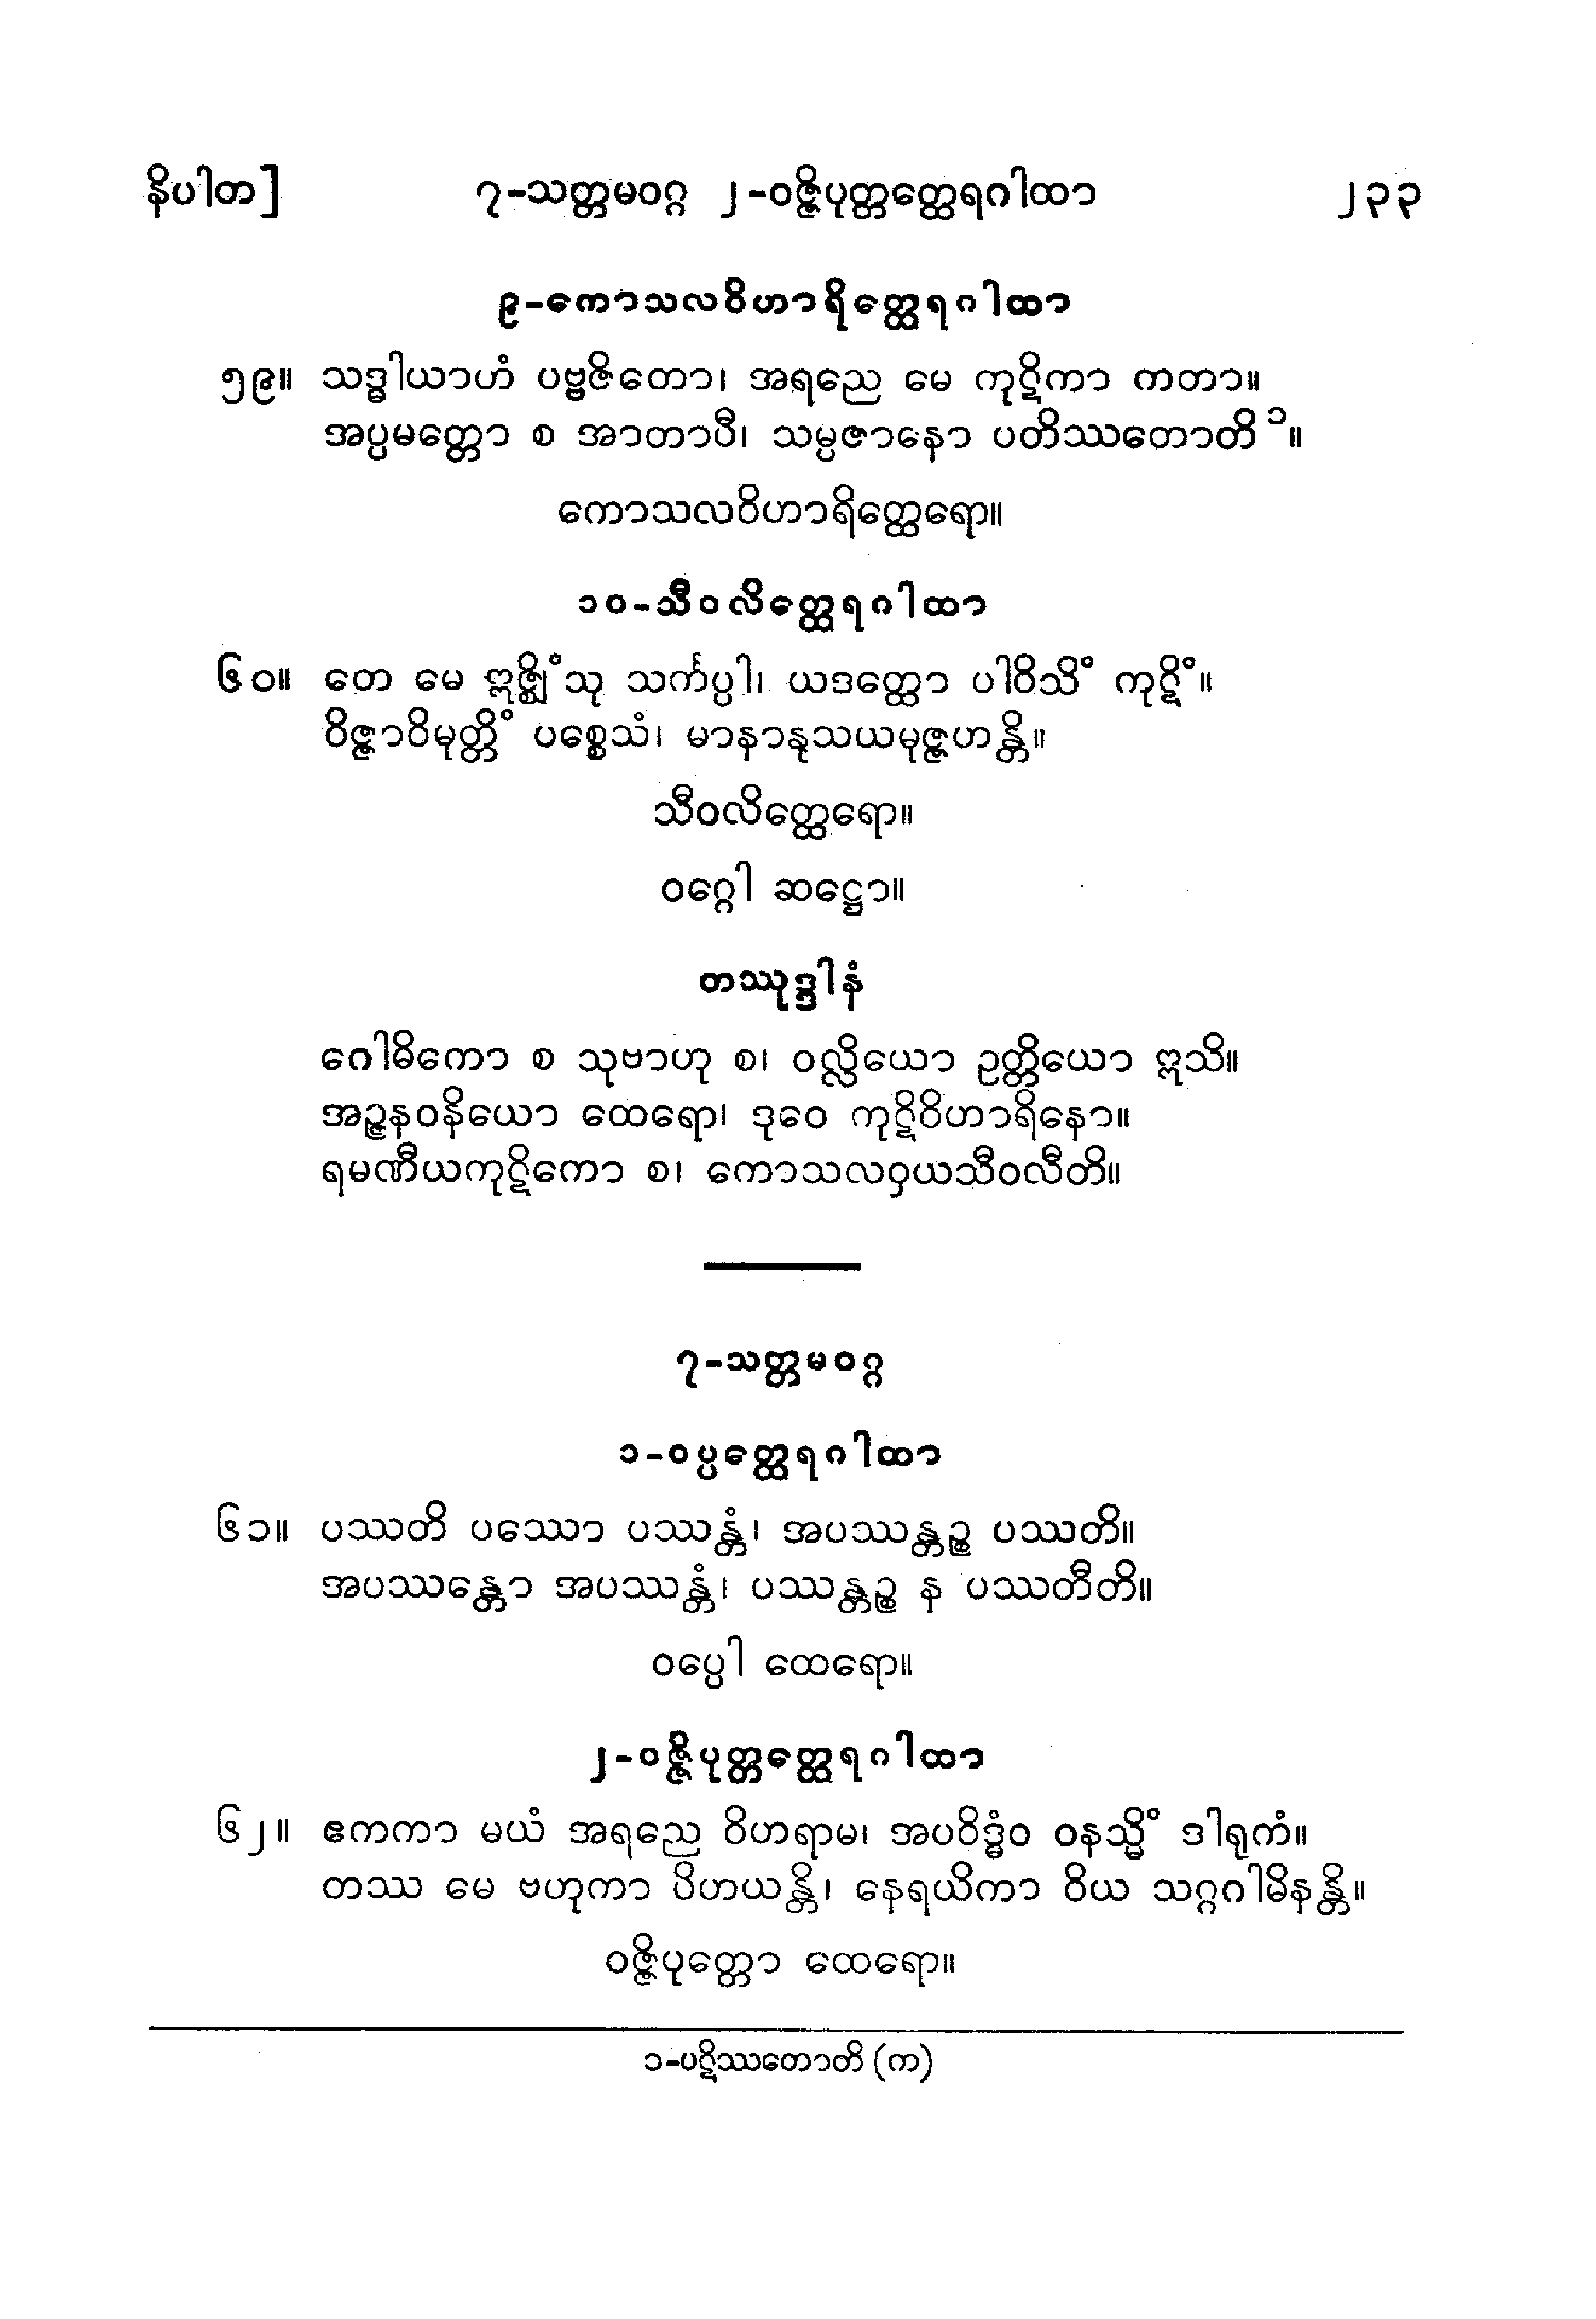 နိပါတ] ၇-သတ္တမဝဂ္ဂ ၂-ဝဇ္ဇိပုတ္တတ္ထေရဂါထာ ၂၃၃
၉-ကောသလဝိဟာရိတ္ထေရဂါထာ
၅၉။ သဒ္ဓါယာဟံ ပဗ္ဗဇိတော၊ အရညေ မေ ကုဋိကာ ကတာ။
အပ္ပမတ္တော စ အာတာပီ၊ သမ္ပဇာနော ပတိဿတောတိ ၁။
ကောသလဝိဟာရိတ္ထေရော။
၁၀-သီဝလိတ္ထေရဂါထာ
၆၀။ တေ မေ ဣဇ္ဈိံသု သင်္ကပ္ပါ၊ ယဒတ္ထော ပါဝိသိံ ကုဋိံ။
ဝိဇ္ဇာဝိမုတ္တိံ ပစ္စေသံ၊ မာနာနုသယမုဇ္ဇဟန္တိ။
သီဝလိတ္ထေရော။
ဝဂ္ဂေါ ဆဋ္ဌော။
တဿုဒ္ဒါနံ
ဂေါဓိကော စ သုဗာဟု စ၊ ဝလ္လိယော ဥတ္တိယော ဣသိ။
အဉ္ဇနဝနိယော ထေရော၊ ဒုဝေ ကုဋိဝိဟာရိနော။
ရမဏီယကုဋိကော စ၊ ကောသလဝှယသီဝလီတိ။
၇-သတ္တမဝဂ္ဂ
၁-ဝပ္ပတ္ထေရဂါထာ
၆၁။ ပဿတိ ပဿော ပဿန္တံ၊ အပဿန္တဉ္စ ပဿတိ။
အပဿန္တော အပဿန္တံ၊ ပဿန္တဉ္စ န ပဿတီတိ။
ဝပ္ပေါ ထေရော။
၂-ဝဇ္ဇိပုတ္တတ္ထေရဂါထာ
၆၂။ ဧကကာ မယံ အရညေ ဝိဟရာမ၊ အပဝိဒ္ဓံဝ ဝနသ္မိံ ဒါရုကံ။
တဿ မေ ဗဟုကာ ပိဟယန္တိ၊ နေရယိကာ ဝိယ သဂ္ဂဂါမိနန္တိ။
ဝဇ္ဇိပုတ္တော ထေရော။
၁-ပဋိဿတောတိ (က)